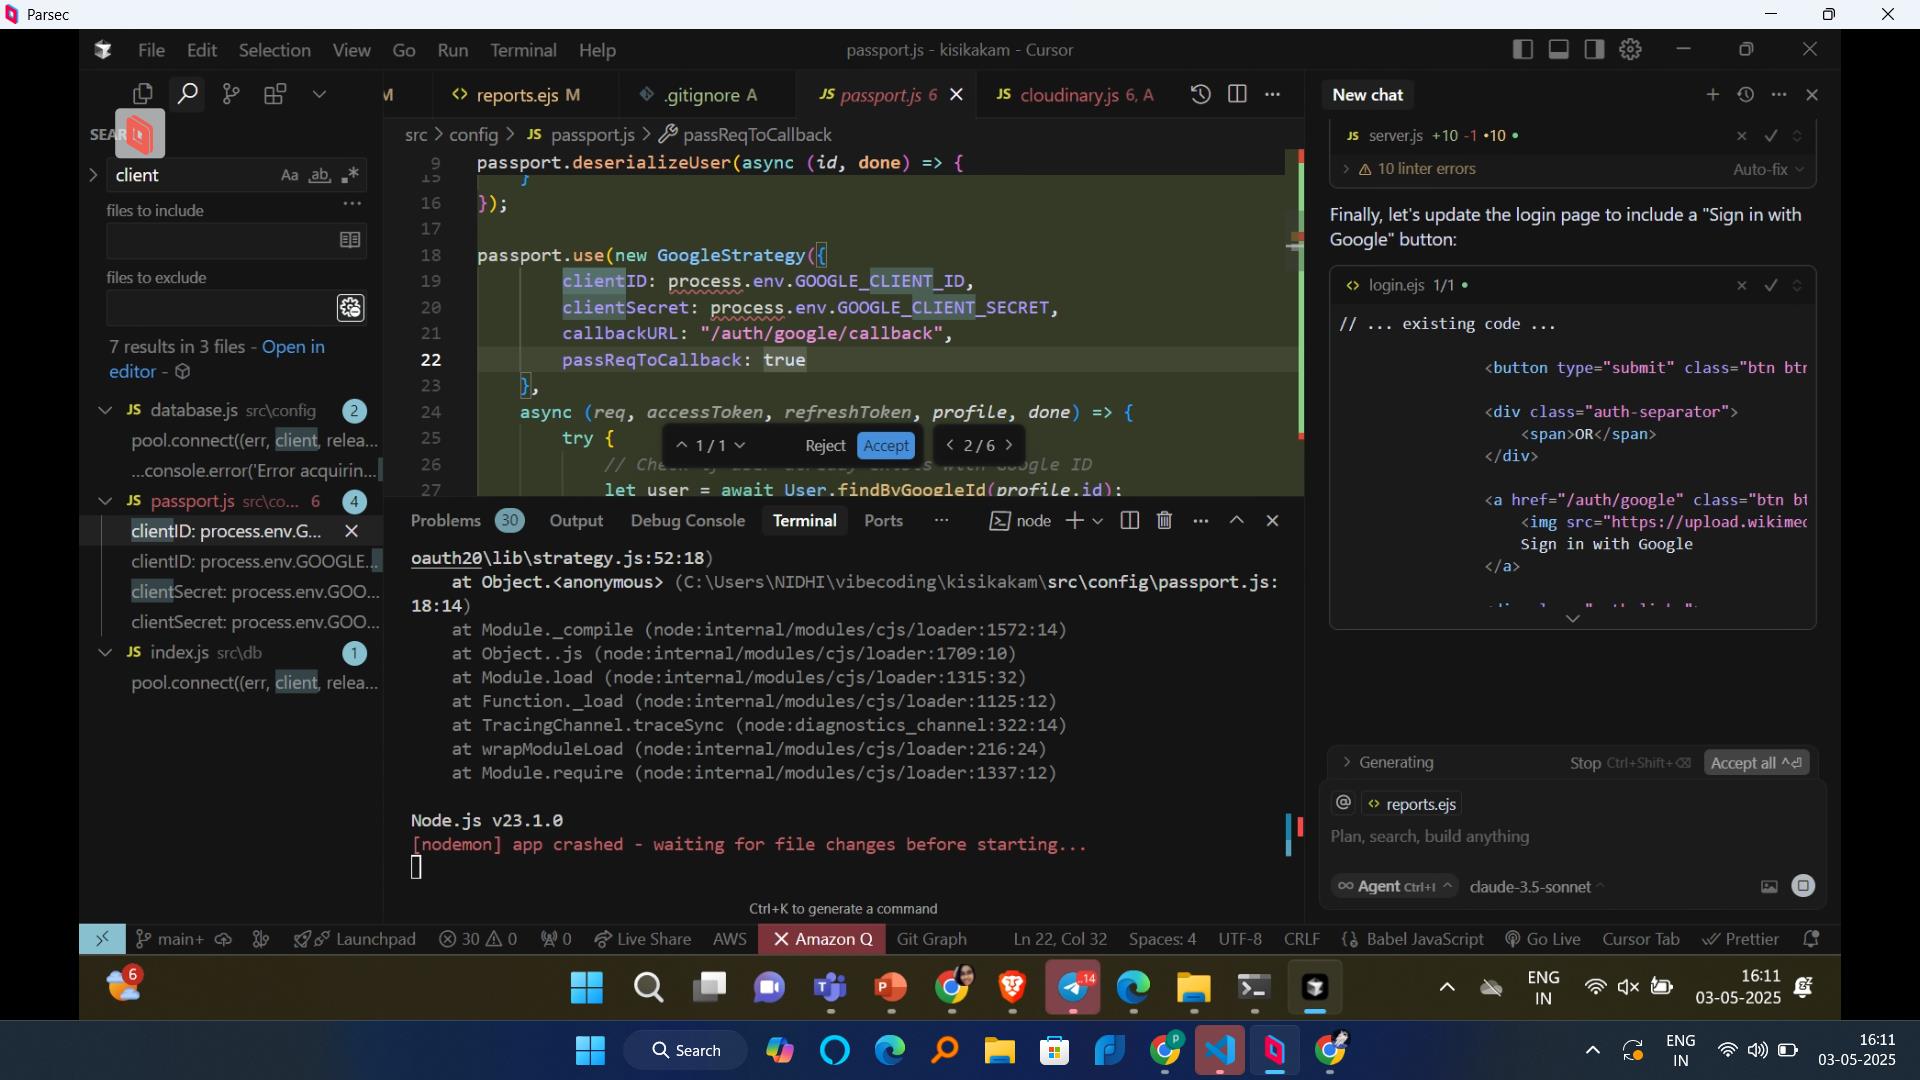 Parsec
File Edit Selection View Go Run Terminal Help
passport.js - kisikakam - Cursor
M
reports.ejs M
.gitignore A
JS passport.js 6
JS cloudinary.js 6, A
src > config > JS passport.js > passReqToCallback
SEAR
client
Aa ab
files to include
files to exclude
7 results in 3 files - Open in
editor -
JS database.js src\config 2
pool.connect((err, client, relea...
...console.error('Error acquirin...
JS passport.js src\co... 6 4
clientID: process.env.G...
clientID: process.env.GOOGLE...
clientSecret: process.env.GOO...
clientSecret: process.env.GOO...
JS index.js src\db 1
pool.connect((err, client, relea...
9 passport.deserializeUser(async (id, done) => {
15 }
16 });
17
18 passport.use(new GoogleStrategy({
19 clientID: process.env.GOOGLE_CLIENT_ID,
20 clientSecret: process.env.GOOGLE_CLIENT_SECRET,
21 callbackURL: "/auth/google/callback",
22 passReqToCallback: true
23 },
24 async (req, accessToken, refreshToken, profile, done) => {
25 try {
26 // Check
27 let user = await User.findByGoogleId(profile.id);
1 / 1 Reject Accept 2 / 6
Problems 30 Output Debug Console Terminal Ports ... node
oauth20\lib\strategy.js:52:18)
at Object.<anonymous> (C:\Users\NIDHI\vibecoding\kisikakam\src\config\passport.js:
18:14)
at Module._compile (node:internal/modules/cjs/loader:1572:14)
at Object..js (node:internal/modules/cjs/loader:1709:10)
at Module.load (node:internal/modules/cjs/loader:1315:32)
at Function._load (node:internal/modules/cjs/loader:1125:12)
at TracingChannel.traceSync (node:diagnostics_channel:322:14)
at wrapModuleLoad (node:internal/modules/cjs/loader:216:24)
at Module.require (node:internal/modules/cjs/loader:1337:12)
Node.js v23.1.0
[nodemon] app crashed - waiting for file changes before starting...
Ctrl+K to generate a command
New chat
JS server.js +10 -1 •10 •
10 linter errors Auto-fix
Finally, let's update the login page to include a "Sign in with
Google" button:
login.ejs 1/1 •
// ... existing code ...
<button type="submit" class="btn btr
<div class="auth-separator">
<span>OR</span>
</div>
<a href="/auth/google" class="btn bt
<img src="https://upload.wikimed
Sign in with Google
</a>
Generating Stop Ctrl+Shift+ Accept all
@ reports.ejs
Plan, search, build anything
Agent Ctrl+I claude-3.5-sonnet
main+ Launchpad 30 0 0 Live Share AWS Amazon Q Git Graph Ln 22, Col 32 Spaces: 4 UTF-8 CRLF Babel JavaScript Go Live Cursor Tab Prettier
6
14
ENG
IN
16:11
03-05-2025
Search
ENG
IN
16:11
03-05-2025